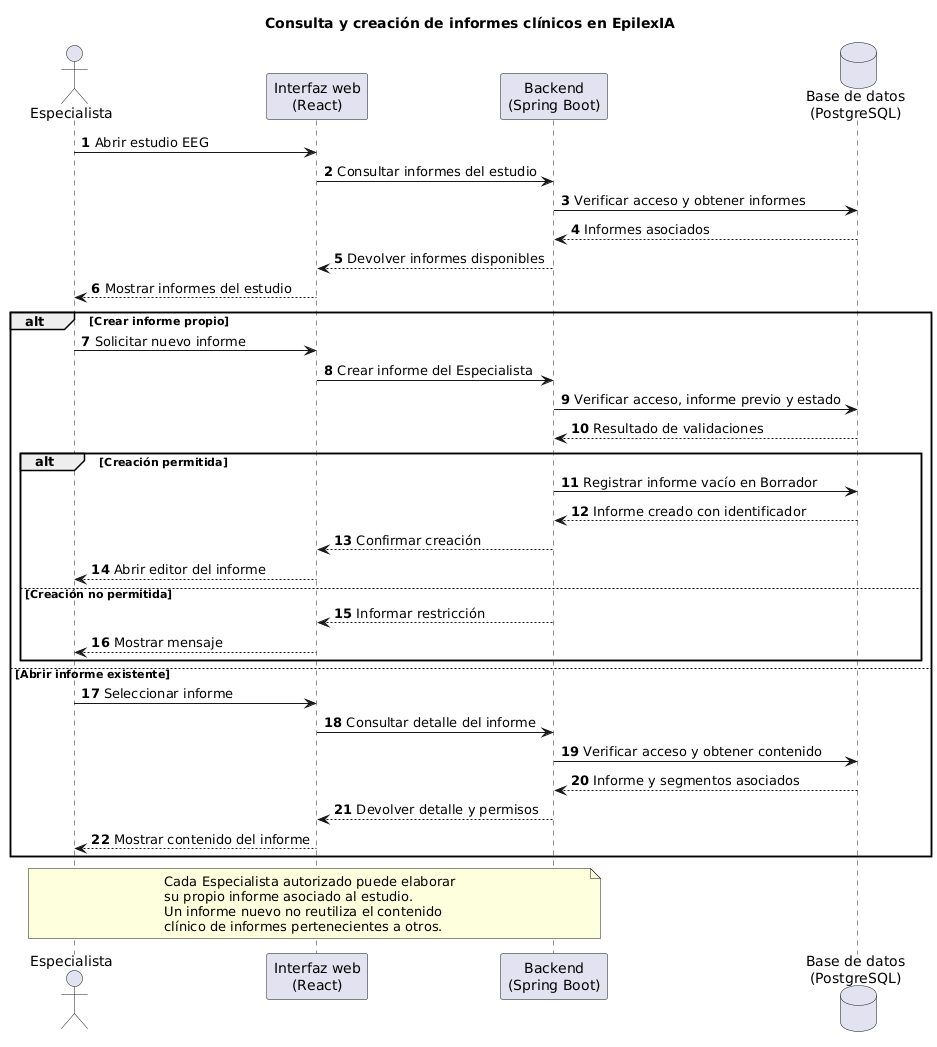 Consulta y creación de informes clínicos en EpilexIA
Especialista
Interfaz web
(React)
Backend
(Spring Boot)
Base de datos
(PostgreSQL)
1 Abrir estudio EEG
2 Consultar informes del estudio
3 Verificar acceso y obtener informes
4 Informes asociados
5 Devolver informes disponibles
6 Mostrar informes del estudio
alt [Crear informe propio]
7 Solicitar nuevo informe
8 Crear informe del Especialista
9 Verificar acceso, informe previo y estado
10 Resultado de validaciones
alt [Creación permitida]
11 Registrar informe vacío en Borrador
12 Informe creado con identificador
13 Confirmar creación
14 Abrir editor del informe
[Creación no permitida]
15 Informar restricción
16 Mostrar mensaje
[Abrir informe existente]
17 Seleccionar informe
18 Consultar detalle del informe
19 Verificar acceso y obtener contenido
20 Informe y segmentos asociados
21 Devolver detalle y permisos
22 Mostrar contenido del informe
Cada Especialista autorizado puede elaborar
su propio informe asociado al estudio.
Un informe nuevo no reutiliza el contenido
clínico de informes pertenecientes a otros.
Especialista
Interfaz web
(React)
Backend
(Spring Boot)
Base de datos
(PostgreSQL)